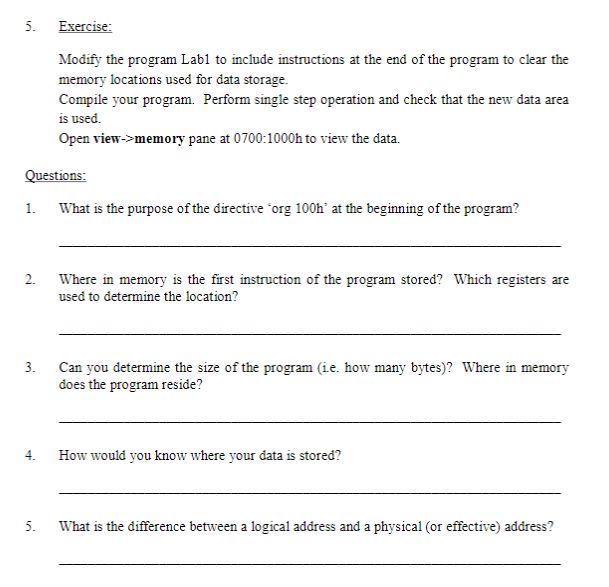 5. Exercise:
Modify the program Lab1 to include instructions at the end of the program to clear the
memory locations used for data storage.
Compile your program. Perform single step operation and check that the new data area
is used.
Open view->memory pane at 0700:1000h to view the data.
Questions:
1. What is the purpose of the directive ‘org 100h’ at the beginning of the program?
2. Where in memory is the first instruction of the program stored? Which registers are
used to determine the location?
3. Can you determine the size of the program (i.e. how many bytes)? Where in memory
does the program reside?
4. How would you know where your data is stored?
5. What is the difference between a logical address and a physical (or effective) address?